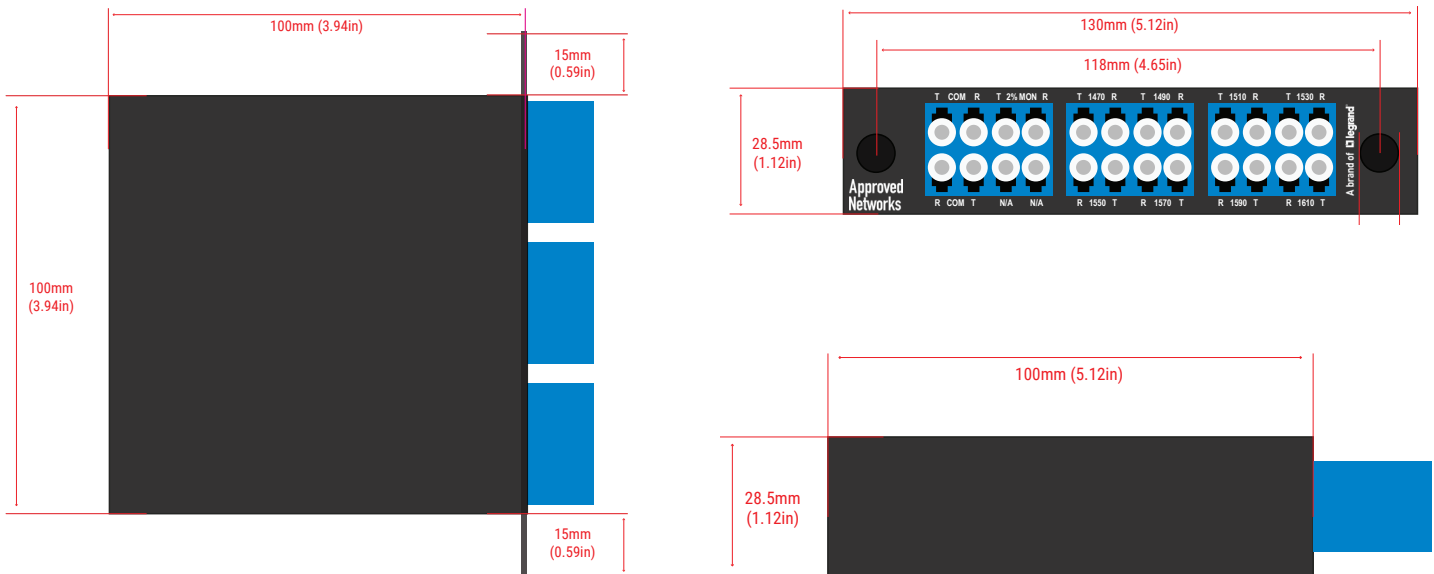 100mm (3.94in)
15mm
(0.59in)
100mm
(3.94in)
15mm
(0.59in)
130mm (5.12in)
118mm (4.65in)
28.5mm
(1.12in)
T COM R T 2% MON R T 1470 R T 1490 R T 1510 R T 1530 R
Approved
Networks
R COM T N/A N/A R 1550 T R 1570 T R 1590 T R 1610 T
A brand of legrand
100mm (5.12in)
28.5mm
(1.12in)